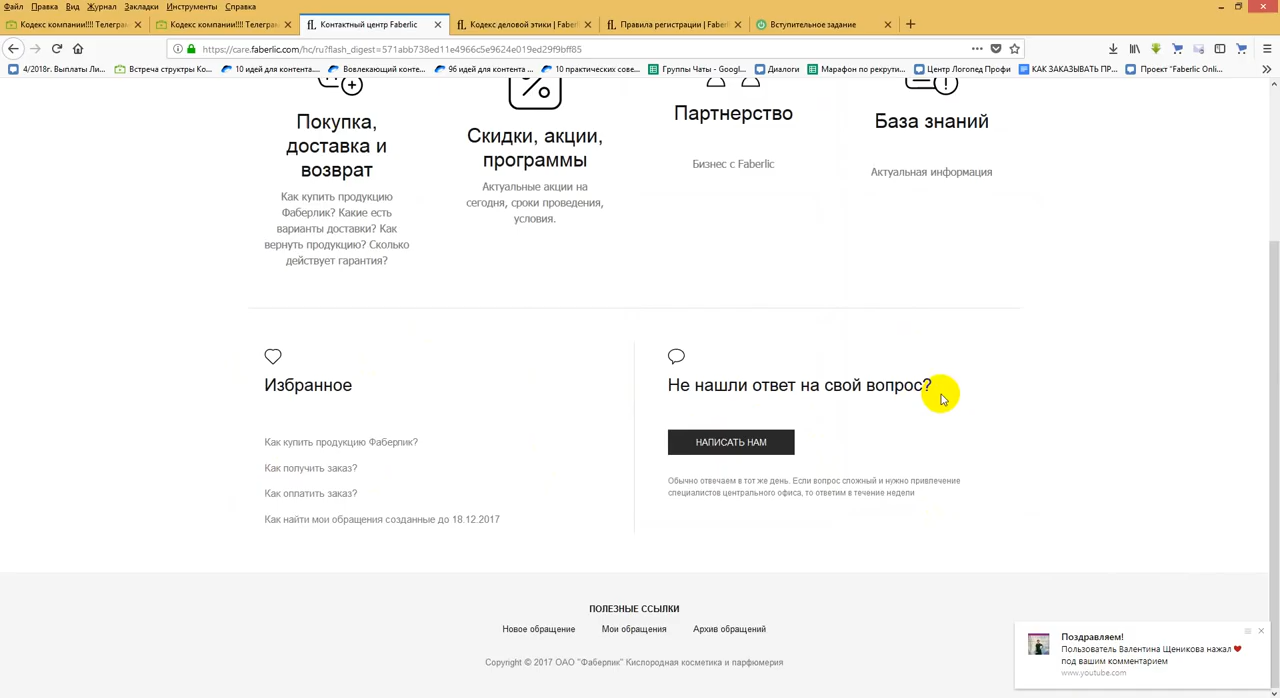 Файл Правка Вид Журнал Закладки Инструменты Справка
Кодекс компании!!!! Телегра
Кодекс компании!!!! Телегра
Контактный центр Faberlic
Кодекс деловой этики | Faberl
Правила регистрации | Faberl
Вступительное задание
https://care.faberlic.com/hc/ru?flash_digest=571abb738ed11e4966c5e9624e019ed29f9bff85
4/2018г. Выплаты Ли...
Встреча структры Ко...
10 идей для контента....
Вовлекающий конте...
96 идей для контента ...
10 практических сове...
Группы Чаты - Googl...
Диалоги
Марафон по рекрути...
Центр Логопед Профи
КАК ЗАКАЗЫВАТЬ ПР...
Проект "Faberlic Onli...
Покупка,
доставка и
возврат
Как купить продукцию
Фаберлик? Какие есть
варианты доставки? Как
вернуть продукцию? Сколько
действует гарантия?
Скидки, акции,
программы
Актуальные акции на
сегодня, сроки проведения,
условия.
Партнерство
Бизнес с Faberlic
База знаний
Актуальная информация
Избранное
Как купить продукцию Фаберлик?
Как получить заказ?
Как оплатить заказ?
Как найти мои обращения созданные до 18.12.2017
Не нашли ответ на свой вопрос?
НАПИСАТЬ НАМ
Обычно отвечаем в тот же день. Если вопрос сложный и нужно привлечение
специалистов центрального офиса, то ответим в течение недели
ПОЛЕЗНЫЕ ССЫЛКИ
Новое обращение Мои обращения Архив обращений
Copyright © 2017 ОАО "Фаберлик" Кислородная косметика и парфюмерия
Поздравляем!
Пользователь Валентина Щеникова нажал ❤
под вашим комментарием
www.youtube.com